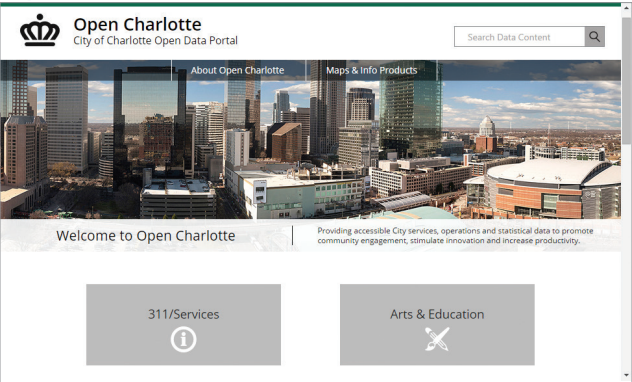 Open Charlotte
City of Charlotte Open Data Portal
Search Data Content
About Open Charlotte
Maps & Info Products
Welcome to Open Charlotte
Providing accessible City services, operations and statistical data to promote
community engagement, stimulate innovation and increase productivity.
311/Services
Arts & Education